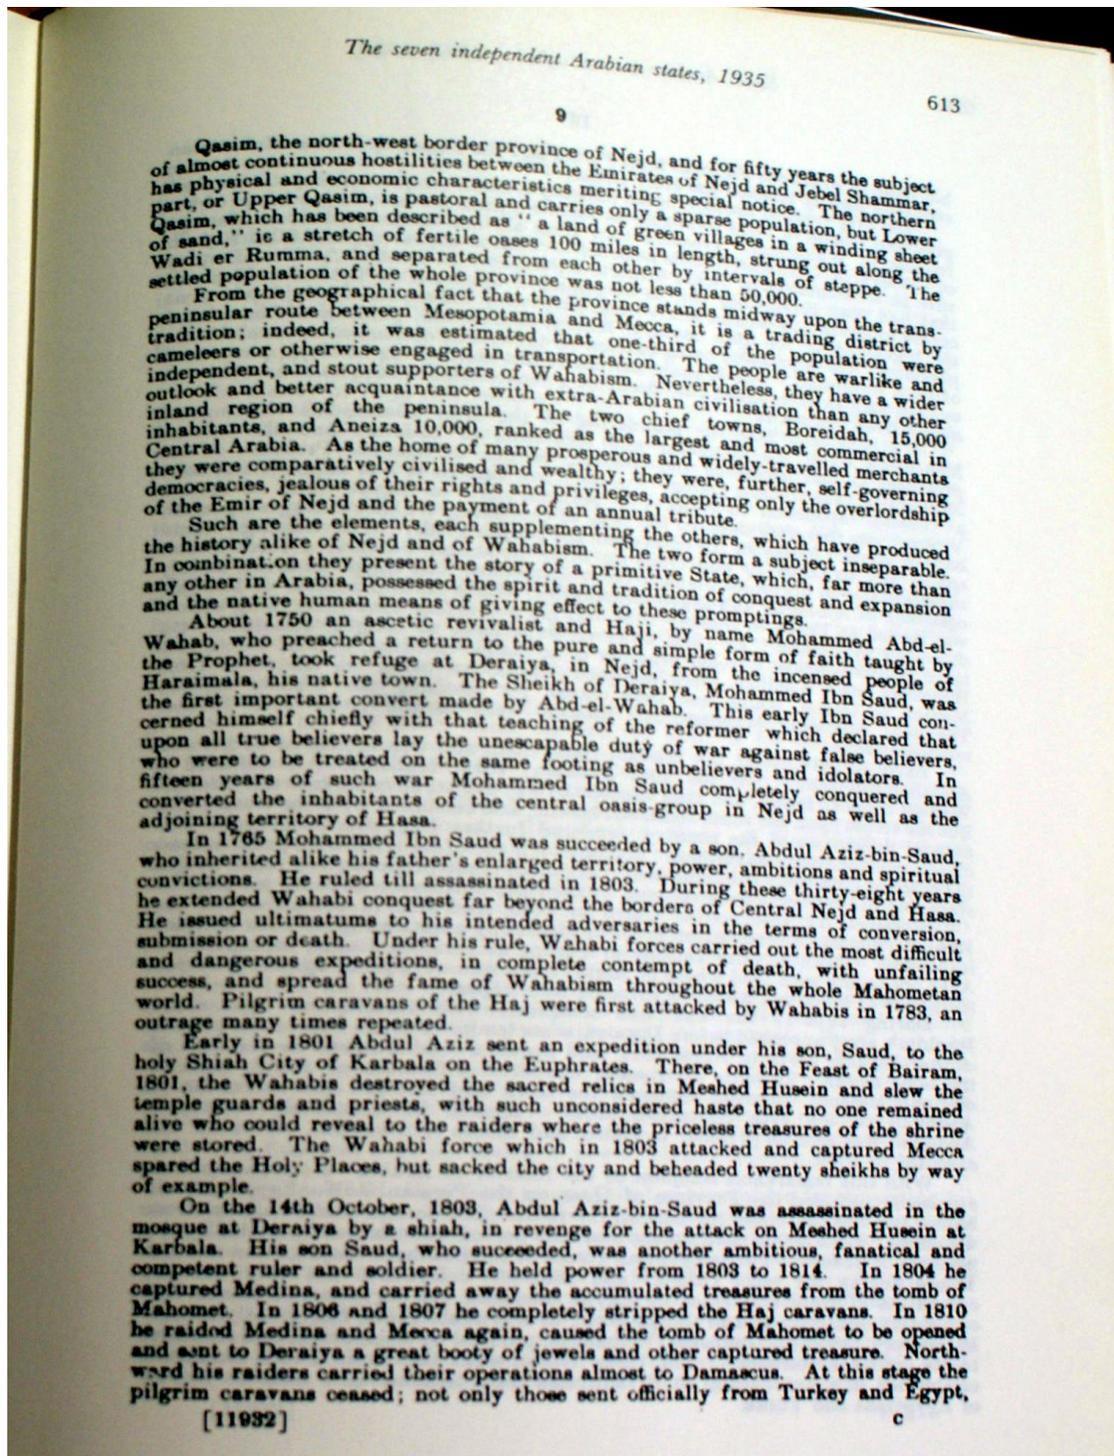 The seven independent Arabian states, 1935
613
9
Qasim, the north-west border province of Nejd, and for fifty years the subject
of almost continuous hostilities between the Emirates of Nejd and Jebel Shammar,
has physical and economic characteristics meriting special notice. The northern
part, or Upper Qasim, is pastoral and carries only a sparse population, but Lower
Qasim, which has been described as " a land of green villages in a winding sheet
of sand," is a stretch of fertile oases 100 miles in length, strung out along the
Wadi er Rumma, and separated from each other by intervals of steppe. The
settled population of the whole province was not less than 50,000.
From the geographical fact that the province stands midway upon the trans-
peninsular route between Mesopotamia and Mecca, it is a trading district by
tradition; indeed, it was estimated that one-third of the population were
cameleers or otherwise engaged in transportation. The people are warlike and
independent, and stout supporters of Wahabism. Nevertheless, they have a wider
outlook and better acquaintance with extra-Arabian civilisation than any other
inland region of the peninsula. The two chief towns, Boreidah, 15,000
inhabitants, and Aneiza 10,000, ranked as the largest and most commercial in
Central Arabia. As the home of many prosperous and widely-travelled merchants
they were comparatively civilised and wealthy; they were, further, self-governing
democracies, jealous of their rights and privileges, accepting only the overlordship
of the Emir of Nejd and the payment of an annual tribute.
Such are the elements, each supplementing the others, which have produced
the history alike of Nejd and of Wahabism. The two form a subject inseparable.
In combination they present the story of a primitive State, which, far more than
any other in Arabia, possessed the spirit and tradition of conquest and expansion
and the native human means of giving effect to these promptings.
About 1750 an ascetic revivalist and Haji, by name Mohammed Abd-el-
Wahab, who preached a return to the pure and simple form of faith taught by
the Prophet, took refuge at Deraiya, in Nejd, from the incensed people of
Haraimala, his native town. The Sheikh of Deraiya, Mohammed Ibn Saud, was
the first important convert made by Abd-el-Wahab. This early Ibn Saud con-
cerned himself chiefly with that teaching of the reformer which declared that
upon all true believers lay the unescapable duty of war against false believers,
who were to be treated on the same footing as unbelievers and idolators. In
fifteen years of such war Mohammed Ibn Saud completely conquered and
converted the inhabitants of the central oasis-group in Nejd as well as the
adjoining territory of Hasa.
In 1765 Mohammed Ibn Saud was succeeded by a son, Abdul Aziz-bin-Saud,
who inherited alike his father's enlarged territory, power, ambitions and spiritual
convictions. He ruled till assassinated in 1803. During these thirty-eight years
he extended Wahabi conquest far beyond the borders of Central Nejd and Hasa.
He issued ultimatums to his intended adversaries in the terms of conversion,
submission or death. Under his rule, Wahabi forces carried out the most difficult
and dangerous expeditions, in complete contempt of death, with unfailing
success, and spread the fame of Wahabism throughout the whole Mahometan
world. Pilgrim caravans of the Haj were first attacked by Wahabis in 1783, an
outrage many times repeated.
Early in 1801 Abdul Aziz sent an expedition under his son, Saud, to the
holy Shiah City of Karbala on the Euphrates. There, on the Feast of Bairam,
1801, the Wahabis destroyed the sacred relics in Meshed Husein and slew the
temple guards and priests, with such unconsidered haste that no one remained
alive who could reveal to the raiders where the priceless treasures of the shrine
were stored. The Wahabi force which in 1803 attacked and captured Mecca
spared the Holy Places, but sacked the city and beheaded twenty sheikhs by way
of example.
On the 14th October, 1803, Abdul Aziz-bin-Saud was assassinated in the
mosque at Deraiya by a shiah, in revenge for the attack on Meshed Husein at
Karbala. His son Saud, who succeeded, was another ambitious, fanatical and
competent ruler and soldier. He held power from 1803 to 1814. In 1804 he
captured Medina, and carried away the accumulated treasures from the tomb of
Mahomet. In 1806 and 1807 he completely stripped the Haj caravans. In 1810
he raided Medina and Mecca again, caused the tomb of Mahomet to be opened
and sent to Deraiya a great booty of jewels and other captured treasure. North-
ward his raiders carried their operations almost to Damascus. At this stage the
pilgrim caravans ceased; not only those sent officially from Turkey and Egypt,
[11932]
C